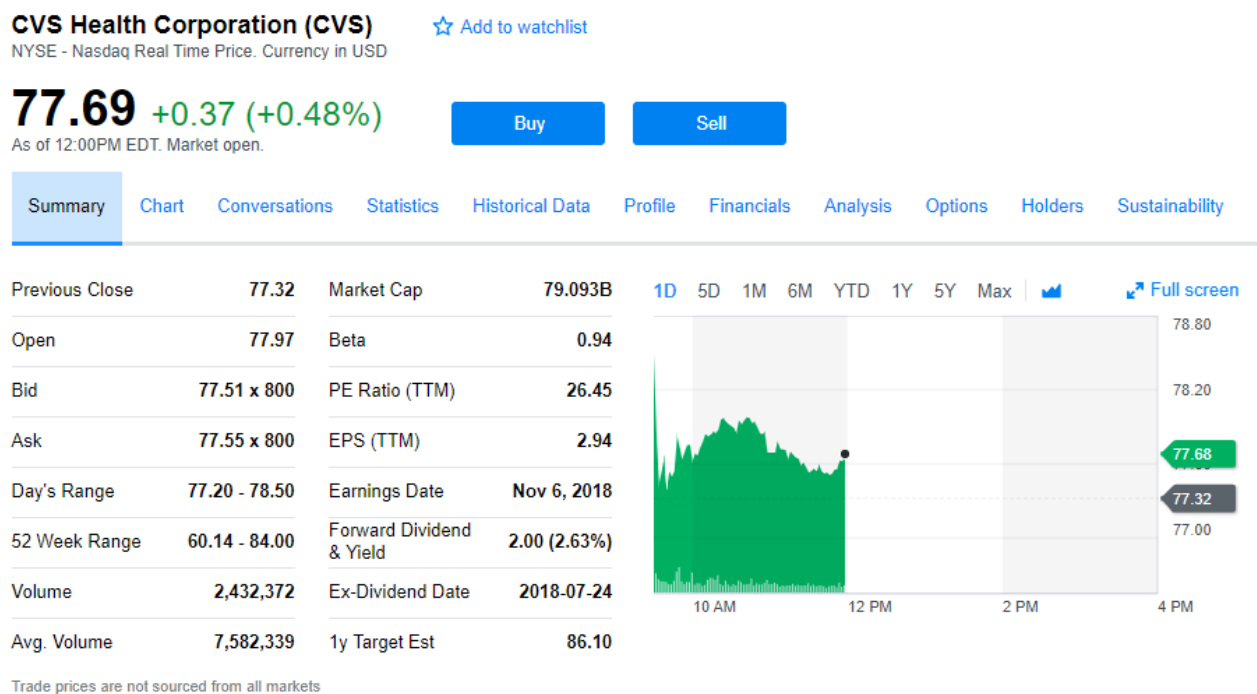 CVS Health Corporation (CVS)
Add to watchlist
NYSE - Nasdaq Real Time Price. Currency in USD
77.69 +0.37 (+0.48%)
Buy
Sell
As of 12:00PM EDT. Market open.
Summary Chart Conversations Statistics Historical Data Profile Financials Analysis Options Holders Sustainability
Previous Close 77.32
Open 77.97
Bid 77.51 x 800
Ask 77.55 x 800
Day's Range 77.20 - 78.50
52 Week Range 60.14 - 84.00
Volume 2,432,372
Avg. Volume 7,582,339
Market Cap 79.093B
Beta 0.94
PE Ratio (TTM) 26.45
EPS (TTM) 2.94
Earnings Date Nov 6, 2018
Forward Dividend
& Yield 2.00 (2.63%)
Ex-Dividend Date 2018-07-24
1y Target Est 86.10
1D 5D 1M 6M YTD 1Y 5Y Max
Full screen
78.80
78.20
77.68
77.32
77.00
10 AM 12 PM 2 PM 4 PM
Trade prices are not sourced from all markets